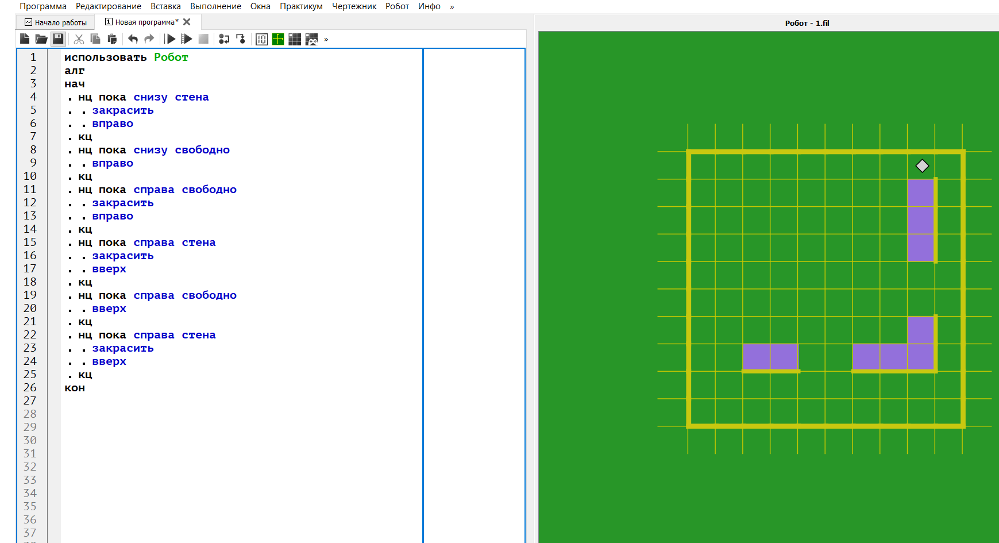 Программа Редактирование Вставка Выполнение Окна Практикум Чертежник Робот Инфо »
Начало работы Новая программа*
Робот - 1.fil
»
1 использовать Робот
2 алг
3 нач
4 . нц пока снизу стена
5 . . закрасить
6 . . вправо
7 . кц
8 . нц пока снизу свободно
9 . . вправо
10 . кц
11 . нц пока справа свободно
12 . . закрасить
13 . . вправо
14 . кц
15 . нц пока справа стена
16 . . закрасить
17 . . вверх
18 . кц
19 . нц пока справа свободно
20 . . вверх
21 . кц
22 . нц пока справа стена
23 . . закрасить
24 . . вверх
25 . кц
26 кон
27
28
29
30
31
32
33
34
35
36
37